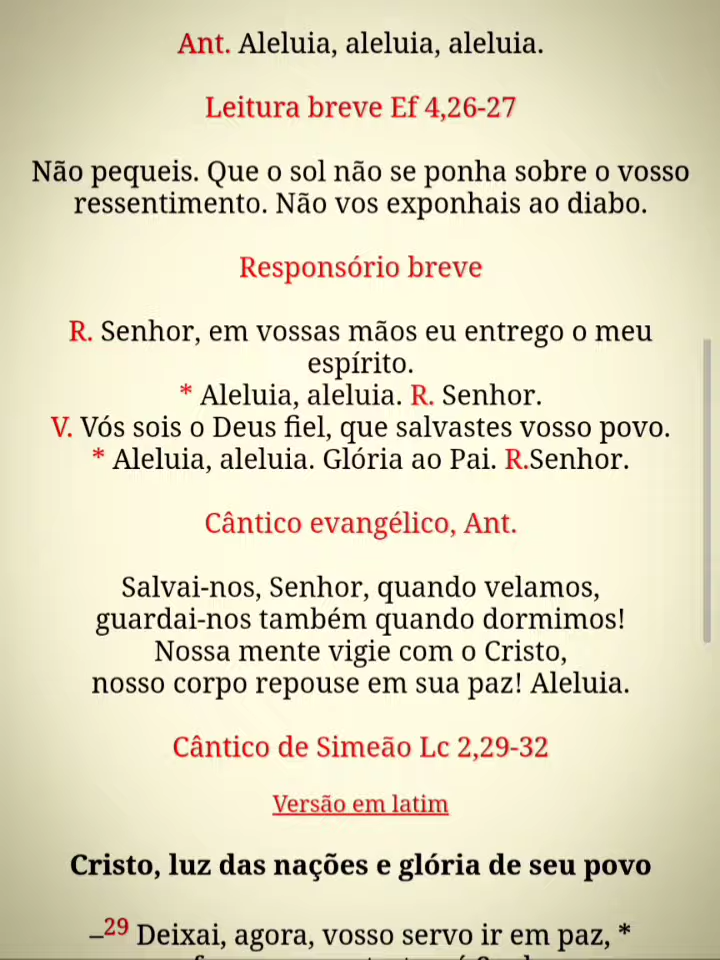 Ant. Aleluia, aleluia, aleluia.
Leitura breve Ef 4,26-27
Não pequeis. Que o sol não se ponha sobre o vosso
ressentimento. Não vos exponhais ao diabo.
Responsório breve
R. Senhor, em vossas mãos eu entrego o meu
espírito.
* Aleluia, aleluia. R. Senhor.
V. Vós sois o Deus fiel, que salvastes vosso povo.
* Aleluia, aleluia. Glória ao Pai. R.Senhor.
Cântico evangélico, Ant.
Salvai-nos, Senhor, quando velamos,
guardai-nos também quando dormimos!
Nossa mente vigie com o Cristo,
nosso corpo repouse em sua paz! Aleluia.
Cântico de Simeão Lc 2,29-32
Versão em latim
Cristo, luz das nações e glória de seu povo
–29 Deixai, agora, vosso servo ir em paz, *